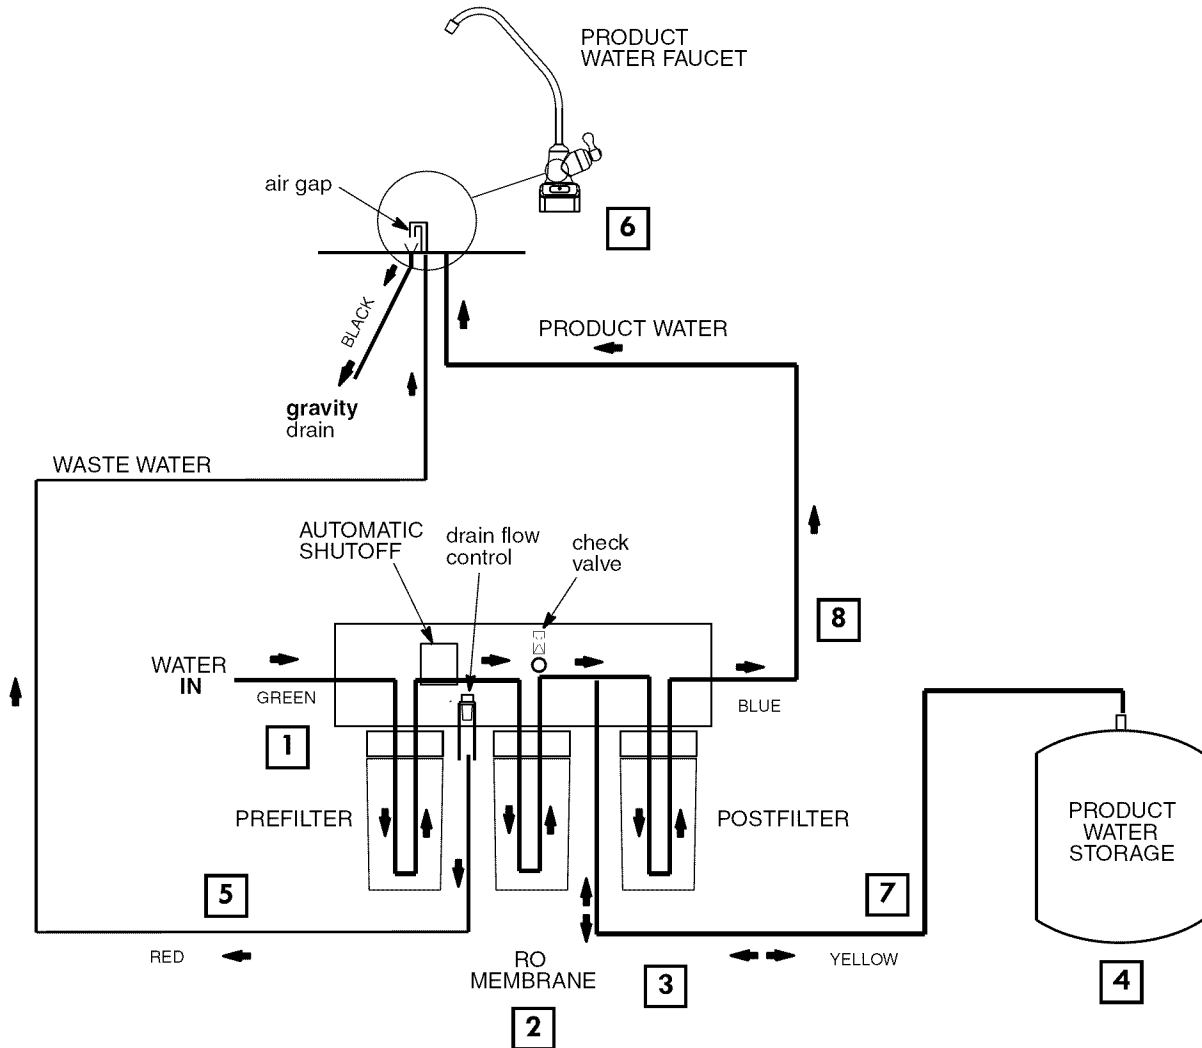 PRODUCT
WATER FAUCET
air gap
6
BLACK
PRODUCT WATER
gravity
drain
WASTE WATER
AUTOMATIC
SHUTOFF
drain flow
control
check
valve
8
WATER
IN
GREEN
BLUE
1
PREFILTER
POSTFILTER
PRODUCT
WATER
STORAGE
5
7
RED
RO
MEMBRANE
YELLOW
3
4
2